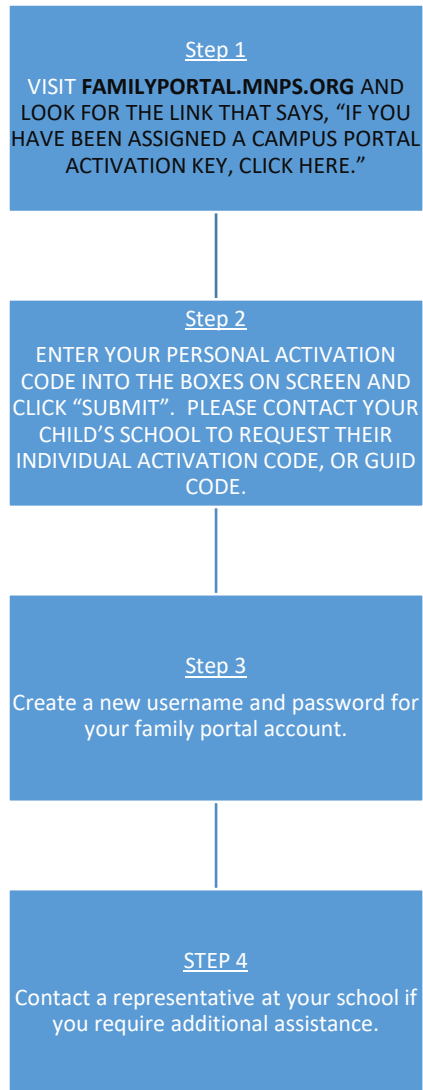 Step 1
VISIT FAMILYPORTAL.MNPS.ORG AND
LOOK FOR THE LINK THAT SAYS, “IF YOU
HAVE BEEN ASSIGNED A CAMPUS PORTAL
ACTIVATION KEY, CLICK HERE.”
Step 2
ENTER YOUR PERSONAL ACTIVATION
CODE INTO THE BOXES ON SCREEN AND
CLICK “SUBMIT”.  PLEASE CONTACT YOUR
CHILD’S SCHOOL TO REQUEST THEIR
INDIVIDUAL ACTIVATION CODE, OR GUID
CODE.
Step 3
Create a new username and password for
your family portal account.
STEP 4
Contact a representative at your school if
you require additional assistance.